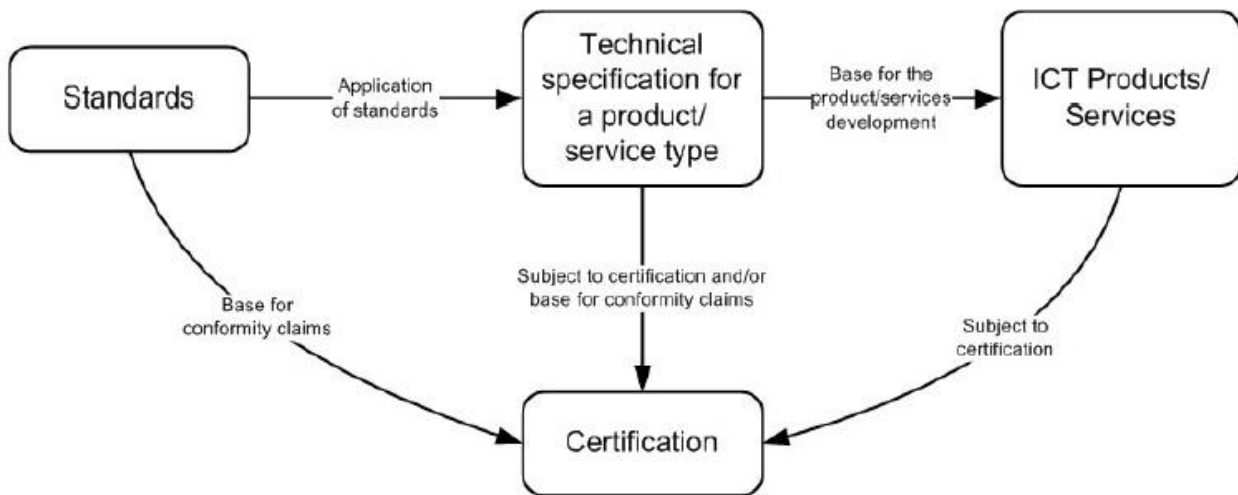 Standards
Application
of standards
Technical
specification for
a product/
service type
Base for the
product/services
development
ICT Products/
Services
Base for
conformity claims
Subject to certification and/or
base for conformity claims
Subject to
certification
Certification